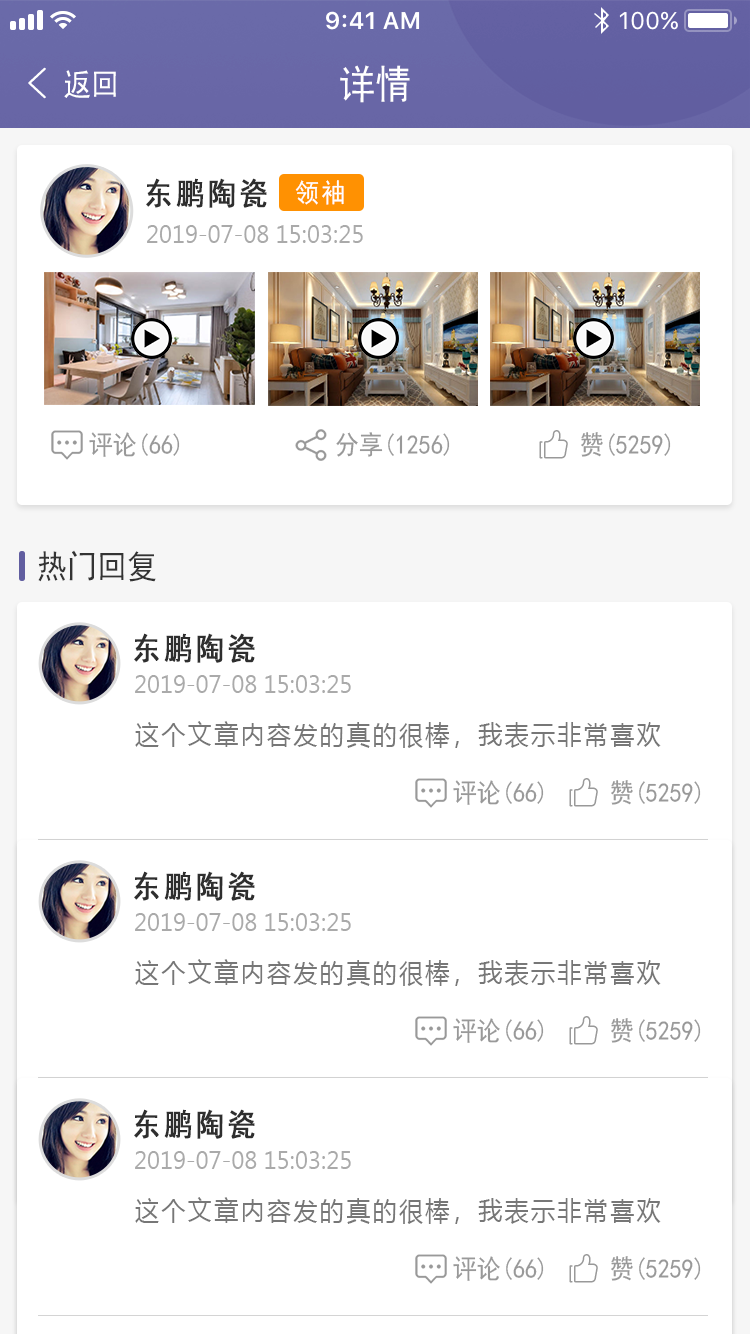 9:41 AM 100%
返回 详情
东鹏陶瓷 领袖
2019-07-08 15:03:25
评论(66) 分享(1256) 赞(5259)
热门回复
东鹏陶瓷
2019-07-08 15:03:25
这个文章内容发的真的很棒，我表示非常喜欢
评论(66) 赞(5259)
东鹏陶瓷
2019-07-08 15:03:25
这个文章内容发的真的很棒，我表示非常喜欢
评论(66) 赞(5259)
东鹏陶瓷
2019-07-08 15:03:25
这个文章内容发的真的很棒，我表示非常喜欢
评论(66) 赞(5259)